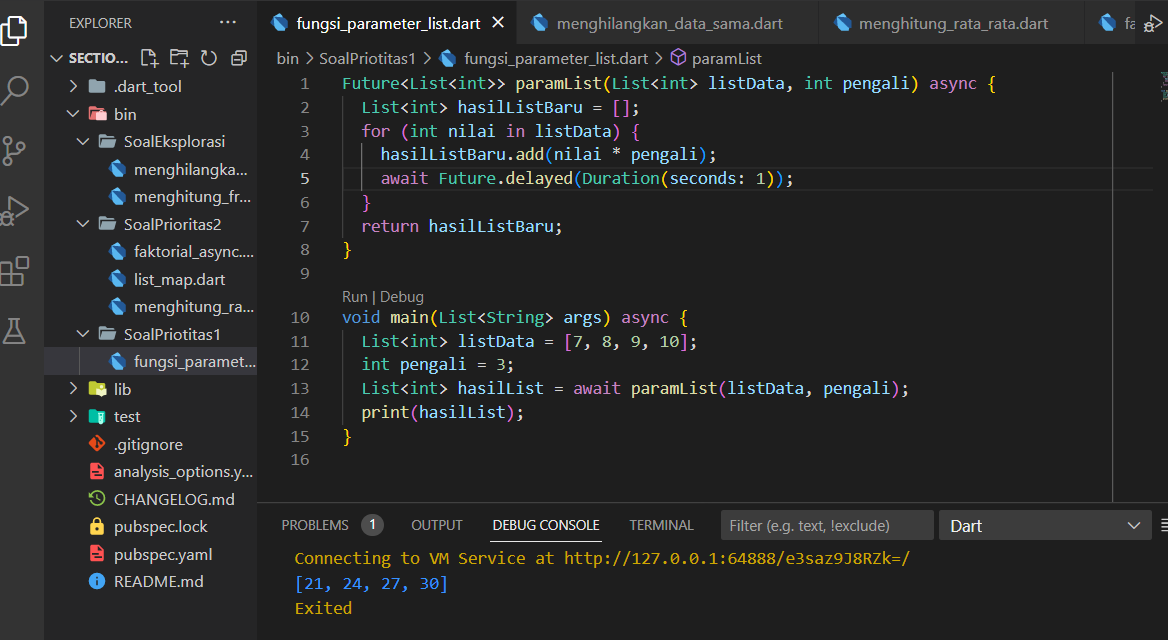 EXPLORER
SECTIO...
.dart_tool
bin
SoalEksplorasi
menghilangka...
menghitung_fr...
SoalPrioritas2
faktorial_async....
list_map.dart
menghitung_ra...
SoalPriotitas1
fungsi_paramet...
lib
test
.gitignore
analysis_options.y...
CHANGELOG.md
pubspec.lock
pubspec.yaml
README.md
fungsi_parameter_list.dart
menghilangkan_data_sama.dart
menghitung_rata_rata.dart
fa
bin > SoalPriotitas1 > fungsi_parameter_list.dart > paramList
1 Future<List<int>> paramList(List<int> listData, int pengali) async {
2 List<int> hasilListBaru = [];
3 for (int nilai in listData) {
4 hasilListBaru.add(nilai * pengali);
5 await Future.delayed(Duration(seconds: 1));
6 }
7 return hasilListBaru;
8 }
9
Run | Debug
10 void main(List<String> args) async {
11 List<int> listData = [7, 8, 9, 10];
12 int pengali = 3;
13 List<int> hasilList = await paramList(listData, pengali);
14 print(hasilList);
15 }
16
PROBLEMS 1 OUTPUT DEBUG CONSOLE TERMINAL Filter (e.g. text, !exclude) Dart
Connecting to VM Service at http://127.0.0.1:64888/e3saz9J8RZk=/
[21, 24, 27, 30]
Exited